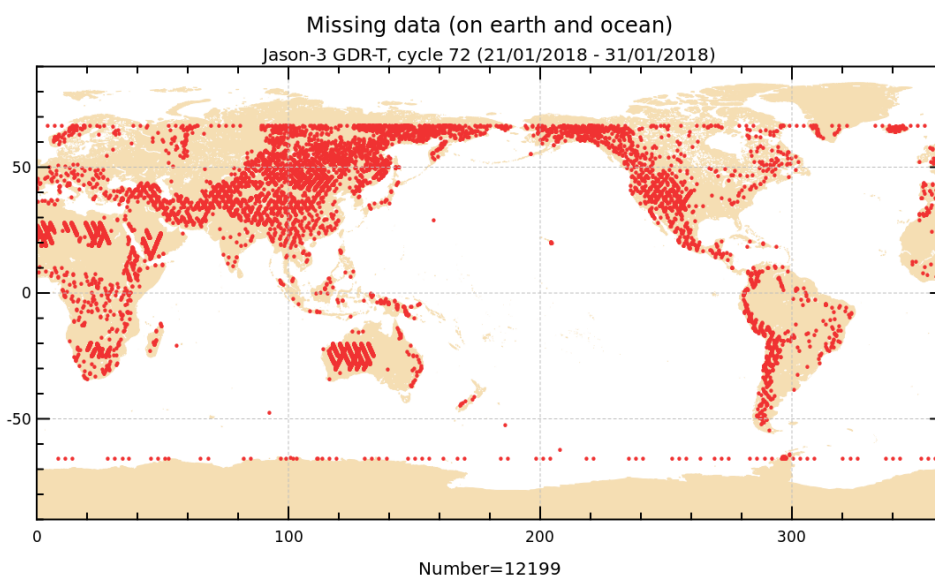 Missing data (on earth and ocean)
Jason-3 GDR-T, cycle 72 (21/01/2018 - 31/01/2018)
50
0
-50
0 100 200 300
Number=12199